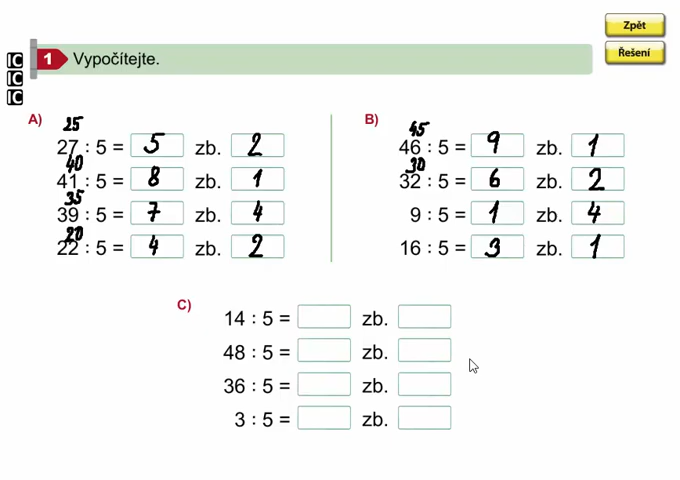 Zpět
Řešení
1 Vypočítejte.
A)
25
27 : 5 = 5 zb. 2
40
41 : 5 = 8 zb. 1
35
39 : 5 = 7 zb. 4
20
22 : 5 = 4 zb. 2
B)
45
46 : 5 = 9 zb. 1
30
32 : 5 = 6 zb. 2
9 : 5 = 1 zb. 4
16 : 5 = 3 zb. 1
C)
14 : 5 = zb.
48 : 5 = zb.
36 : 5 = zb.
3 : 5 = zb.